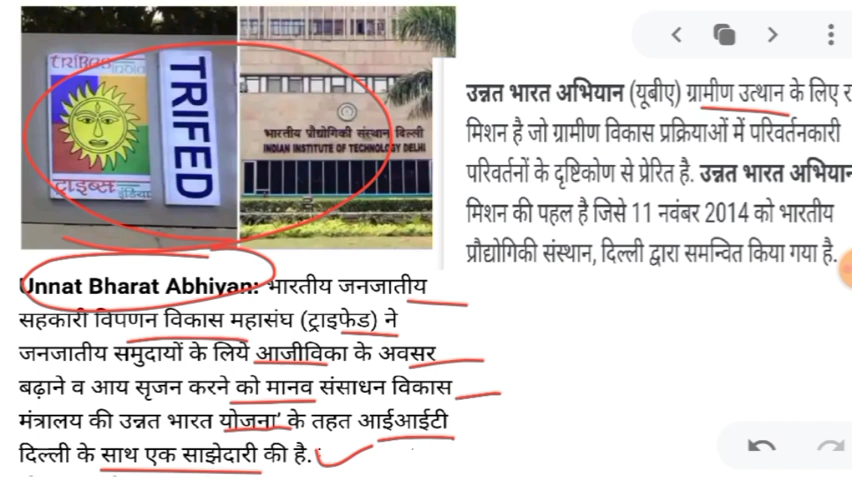 TRIBES
India
ट्राइब्स
इंडिया
TRIFED
भारतीय प्रौद्योगिकी संस्थान दिल्ली
INDIAN INSTITUTE OF TECHNOLOGY DELHI
Unnat Bharat Abhiyan: भारतीय जनजातीय
सहकारी विपणन विकास महासंघ (ट्राइफेड) ने
जनजातीय समुदायों के लिये आजीविका के अवसर
बढ़ाने व आय सृजन करने को मानव संसाधन विकास
मंत्रालय की उन्नत भारत योजना’ के तहत आईआईटी
दिल्ली के साथ एक साझेदारी की है.
उन्नत भारत अभियान (यूबीए) ग्रामीण उत्थान के लिए
मिशन है जो ग्रामीण विकास प्रक्रियाओं में परिवर्तनकारी
परिवर्तनों के दृष्टिकोण से प्रेरित है. उन्नत भारत अभियान
मिशन की पहल है जिसे 11 नवंबर 2014 को भारतीय
प्रौद्योगिकी संस्थान, दिल्ली द्वारा समन्वित किया गया है.